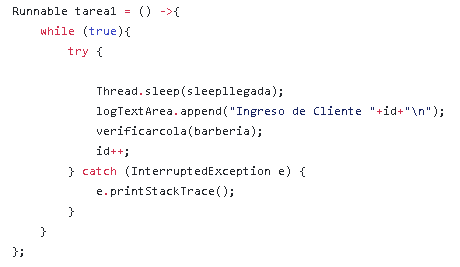 Runnable tarea1 = () ->{
while (true){
try {
Thread.sleep(sleepllegada);
logTextArea.append("Ingreso de Cliente "+id+"\n");
verificarcola(barberia);
id++;
} catch (InterruptedException e) {
e.printStackTrace();
}
}
};